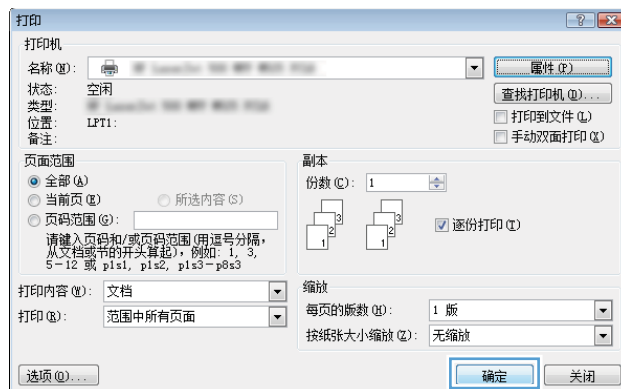 打印
打印机
名称(N):
属性(P)
状态: 空闲
查找打印机(D)...
类型:
位置: LPT1:
打印到文件(L)
备注:
手动双面打印(X)
页面范围
全部(A)
当前页(E) 所选内容(S)
页码范围(G):
请键入页码和/或页码范围(用逗号分隔,
从文档或节的开头算起),例如: 1, 3,
5-12 或 p1s1, p1s2, p1s3-p8s3
副本
份数(C): 1
3 3
2 2
1 1
逐份打印(T)
打印内容(W): 文档
打印(R): 范围中所有页面
缩放
每页的版数(H): 1 版
按纸张大小缩放(Z): 无缩放
选项(O)... 确定 关闭